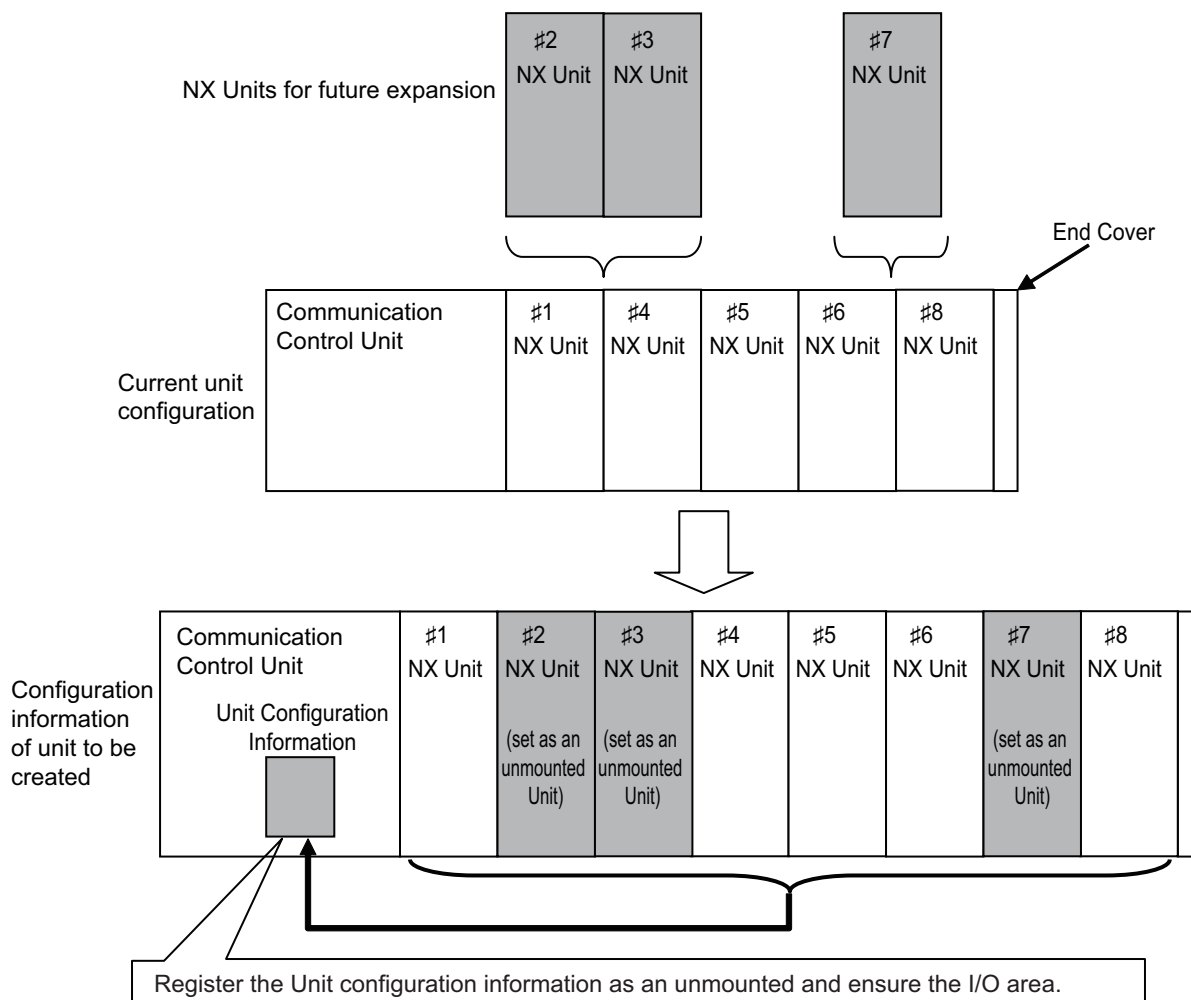 ♯2
NX Unit
♯3
NX Unit
♯7
NX Unit
NX Units for future expansion
End Cover
Communication
Control Unit
♯1
NX Unit
♯4
NX Unit
♯5
NX Unit
♯6
NX Unit
♯8
NX Unit
Current unit
configuration
Communication
Control Unit
Unit Configuration
Information
♯1
NX Unit
♯2
NX Unit
(set as an
unmounted
Unit)
♯3
NX Unit
(set as an
unmounted
Unit)
♯4
NX Unit
♯5
NX Unit
♯6
NX Unit
♯7
NX Unit
(set as an
unmounted
Unit)
♯8
NX Unit
Configuration
information
of unit to be
created
Register the Unit configuration information as an unmounted and ensure the I/O area.